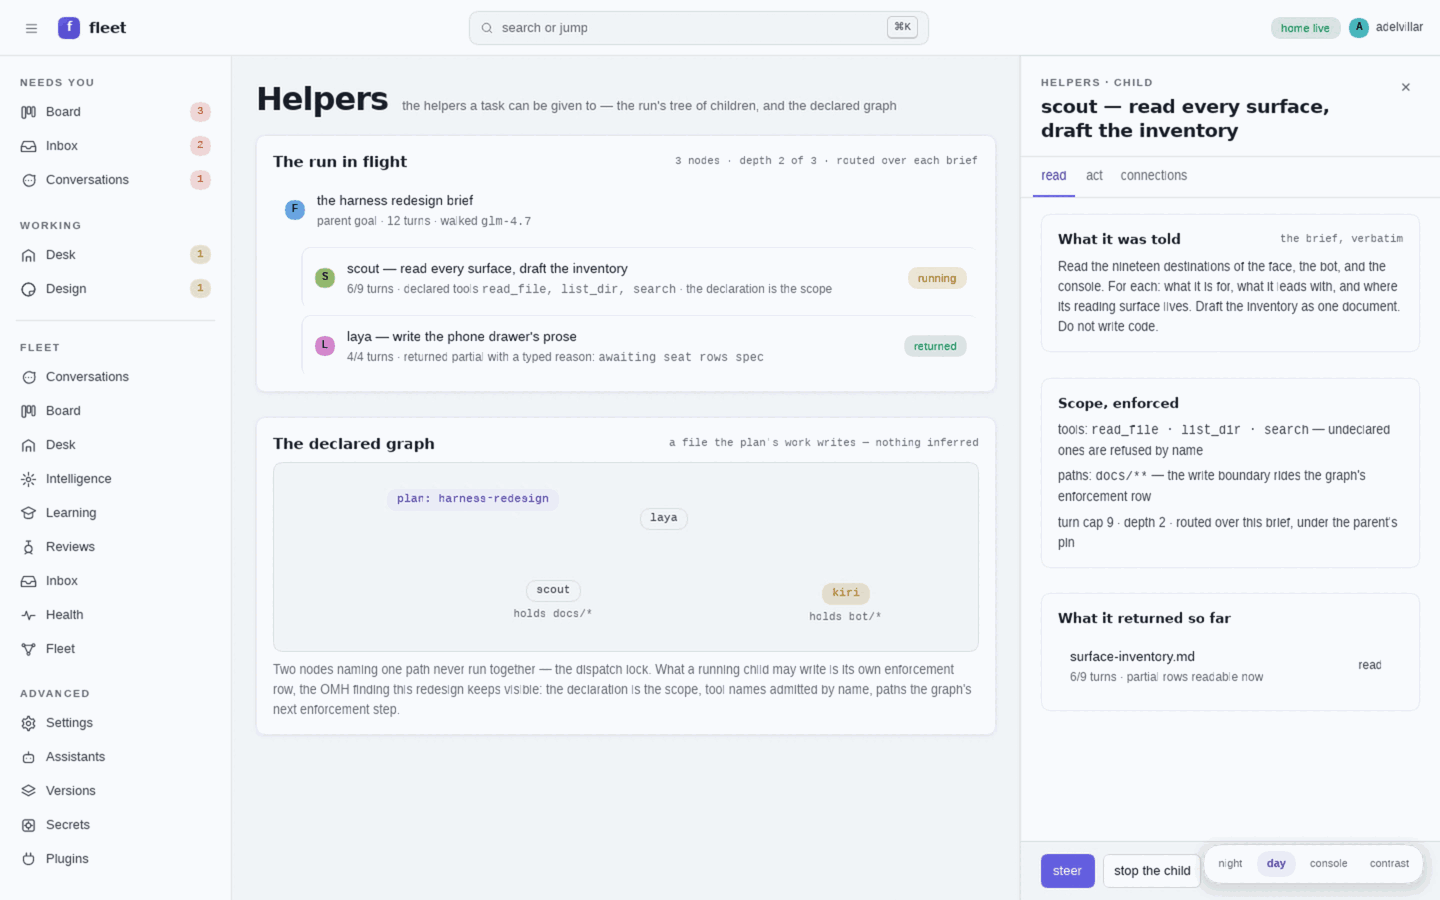 f fleet
search or jump ⌘K
home live A adelvillar
NEEDS YOU
Board 3
Inbox 2
Conversations 1
WORKING
Desk 1
Design 1
FLEET
Conversations
Board
Desk
Intelligence
Learning
Reviews
Inbox
Health
Fleet
ADVANCED
Settings
Assistants
Versions
Secrets
Plugins
Helpers the helpers a task can be given to — the run's tree of children, and the declared graph
The run in flight 3 nodes · depth 2 of 3 · routed over each brief
F the harness redesign brief
parent goal · 12 turns · walked glm-4.7
S scout — read every surface, draft the inventory running
6/9 turns · declared tools read_file, list_dir, search · the declaration is the scope
L laya — write the phone drawer's prose returned
4/4 turns · returned partial with a typed reason: awaiting seat rows spec
The declared graph a file the plan's work writes — nothing inferred
plan: harness-redesign
laya
scout
holds docs/*
kiri
holds bot/*
Two nodes naming one path never run together — the dispatch lock. What a running child may write is its own enforcement
row, the OMH finding this redesign keeps visible: the declaration is the scope, tool names admitted by name, paths the graph's
next enforcement step.
HELPERS · CHILD
scout — read every surface,
draft the inventory
read act connections
What it was told the brief, verbatim
Read the nineteen destinations of the face, the bot, and the
console. For each: what it is for, what it leads with, and where
its reading surface lives. Draft the inventory as one document.
Do not write code.
Scope, enforced
tools: read_file · list_dir · search — undeclared
ones are refused by name
paths: docs/** — the write boundary rides the graph's
enforcement row
turn cap 9 · depth 2 · routed over this brief, under the parent's
pin
What it returned so far
surface-inventory.md
6/9 turns · partial rows readable now
read
steer stop the child
night day console contrast